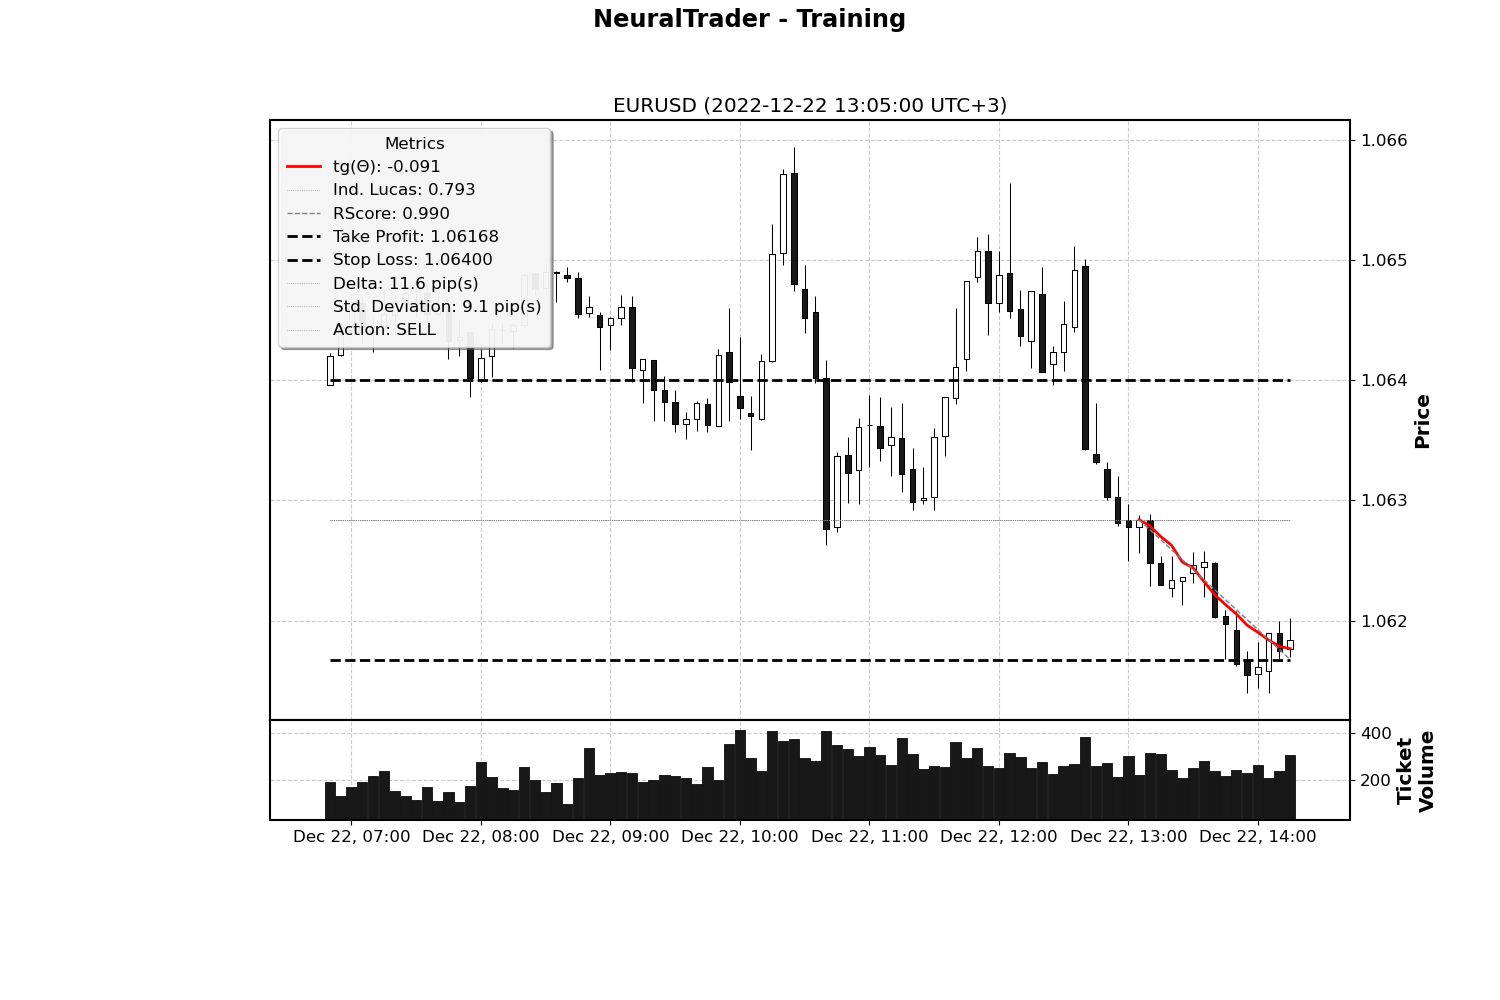 NeuralTrader - Training
EURUSD (2022-12-22 13:05:00 UTC+3)
Metrics
tg(Θ): -0.091
Ind. Lucas: 0.793
RScore: 0.990
Take Profit: 1.06168
Stop Loss: 1.06400
Delta: 11.6 pip(s)
Std. Deviation: 9.1 pip(s)
Action: SELL
1.066
1.065
1.064
1.063
1.062
Price
400
200
Ticket
Volume
Dec 22, 07:00 Dec 22, 08:00 Dec 22, 09:00 Dec 22, 10:00 Dec 22, 11:00 Dec 22, 12:00 Dec 22, 13:00 Dec 22, 14:00